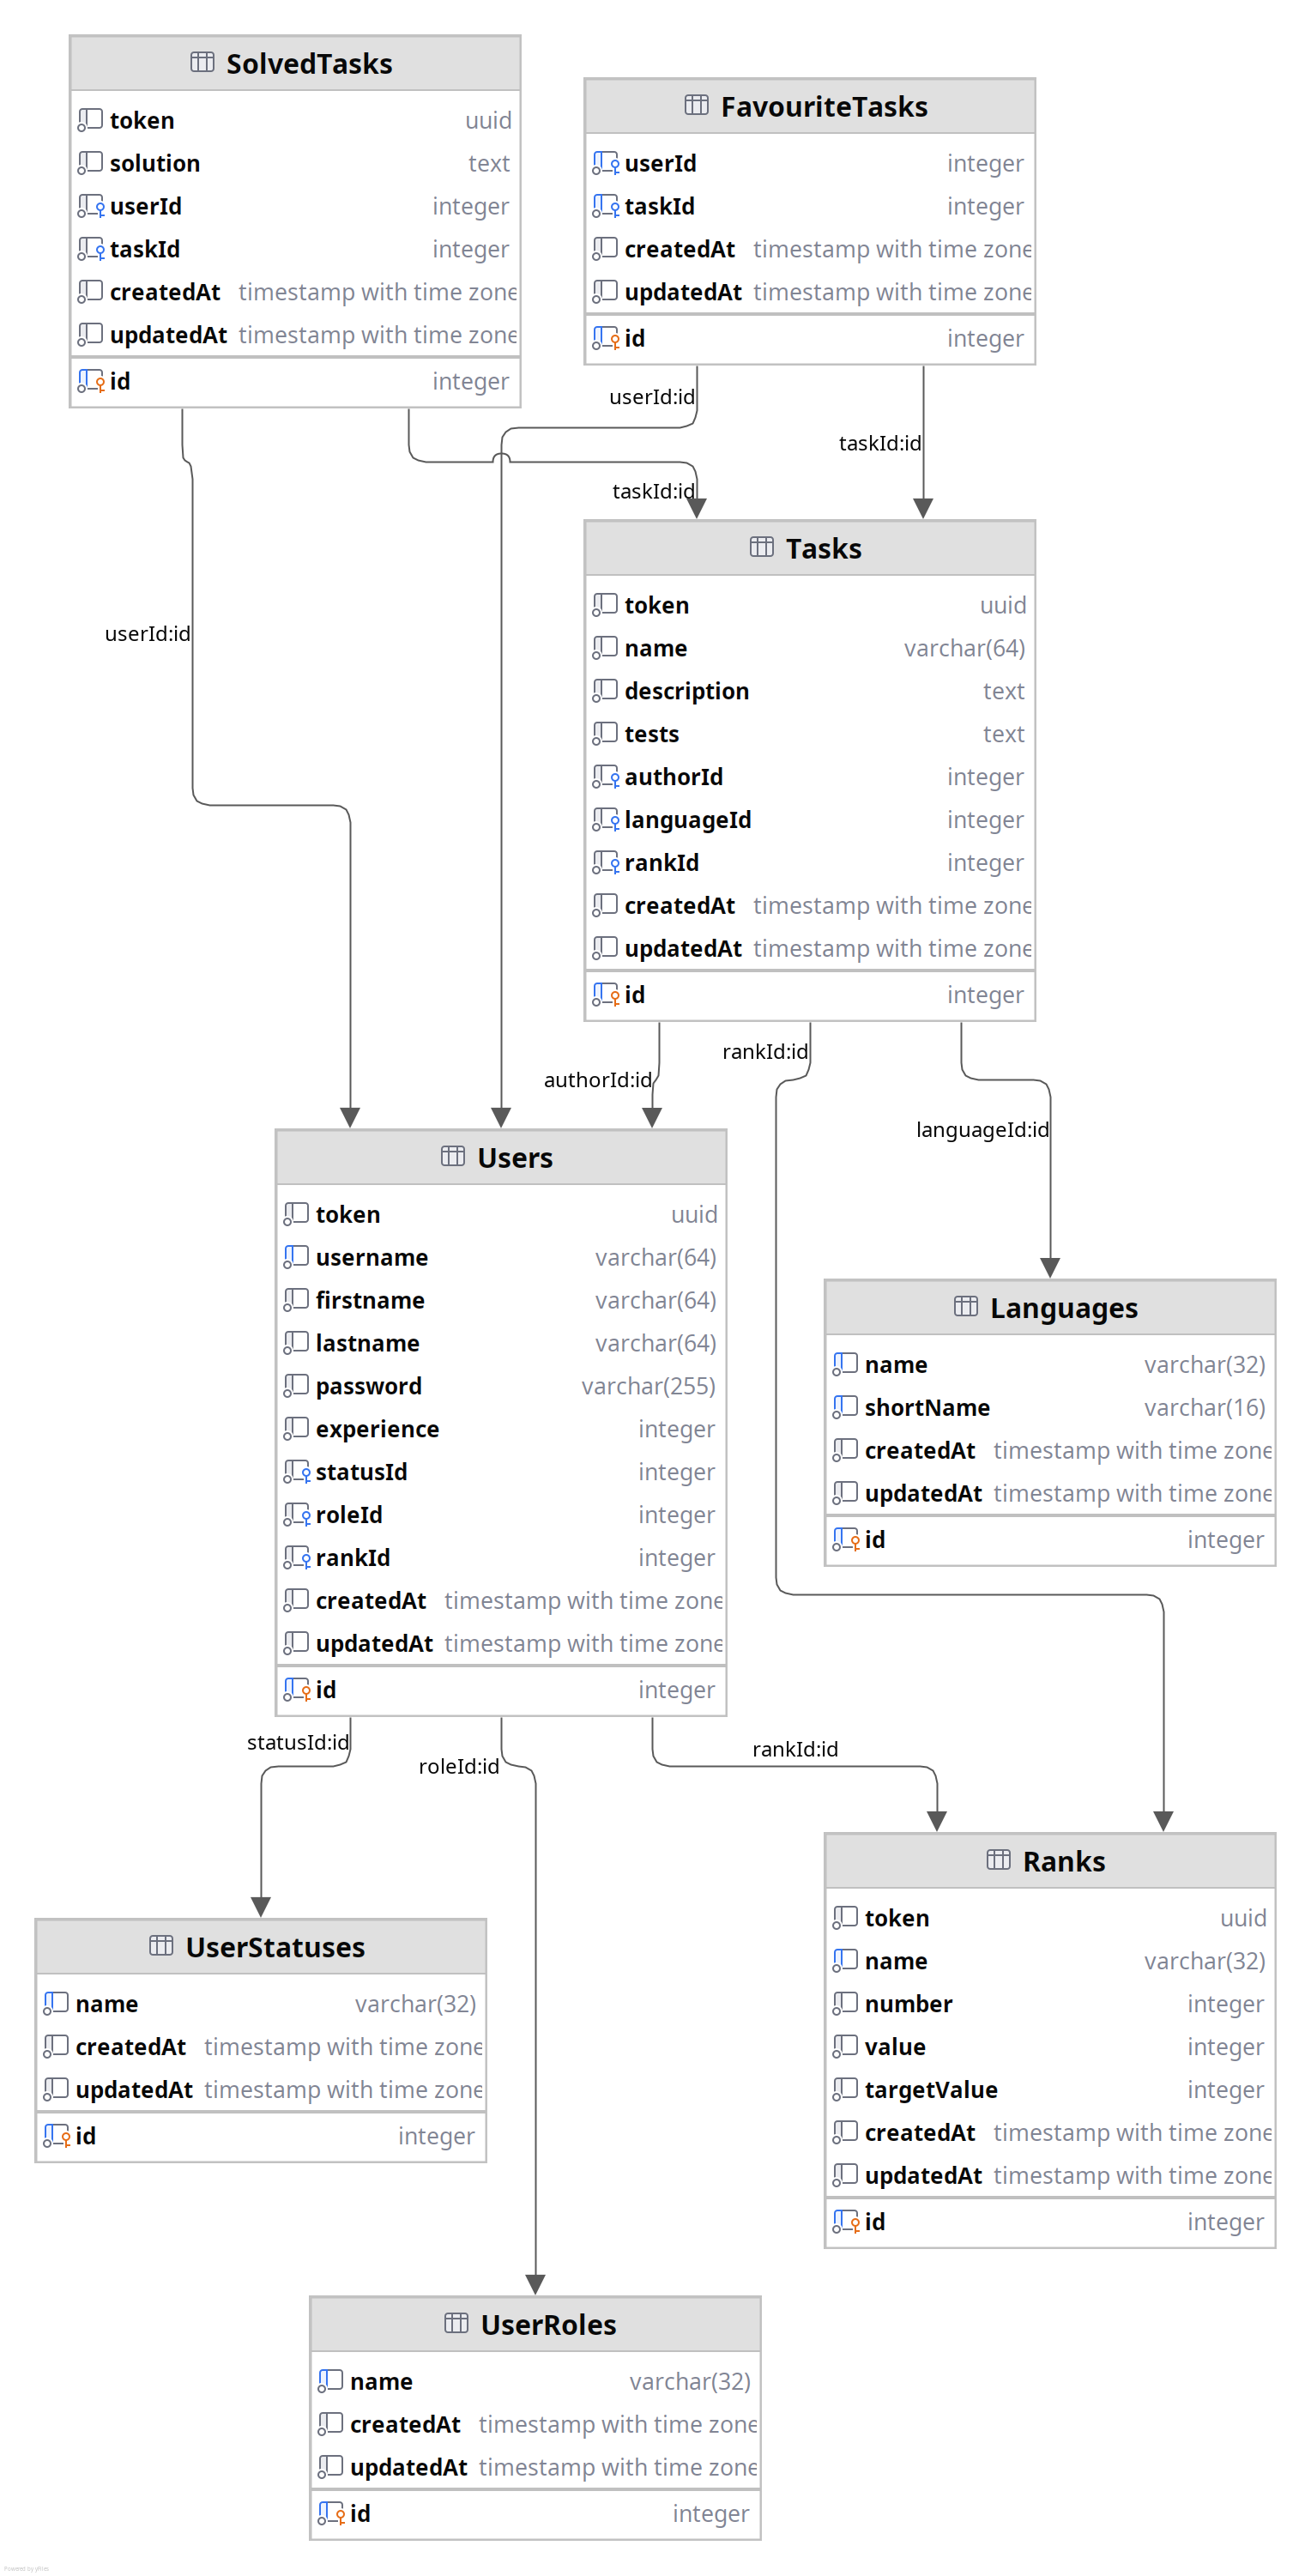 SolvedTasks
token uuid
solution text
userId integer
taskId integer
createdAt timestamp with time zone
updatedAt timestamp with time zone
id integer
FavouriteTasks
userId integer
taskId integer
createdAt timestamp with time zone
updatedAt timestamp with time zone
id integer
userId:id
taskId:id
taskId:id
userId:id
Tasks
token uuid
name varchar(64)
description text
tests text
authorId integer
languageId integer
rankId integer
createdAt timestamp with time zone
updatedAt timestamp with time zone
id integer
rankId:id
authorId:id
languageId:id
Users
token uuid
username varchar(64)
firstname varchar(64)
lastname varchar(64)
password varchar(255)
experience integer
statusId integer
roleId integer
rankId integer
createdAt timestamp with time zone
updatedAt timestamp with time zone
id integer
Languages
name varchar(32)
shortName varchar(16)
createdAt timestamp with time zone
updatedAt timestamp with time zone
id integer
statusId:id
roleId:id
rankId:id
UserStatuses
name varchar(32)
createdAt timestamp with time zone
updatedAt timestamp with time zone
id integer
Ranks
token uuid
name varchar(32)
number integer
value integer
targetValue integer
createdAt timestamp with time zone
updatedAt timestamp with time zone
id integer
UserRoles
name varchar(32)
createdAt timestamp with time zone
updatedAt timestamp with time zone
id integer
Powered by yFiles